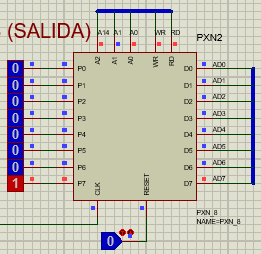 (SALIDA)
PXN2
A14 A1 A0 WR RD
A2 A1 A0 WR RD
0 P0 D0 AD0
0 P1 D1 AD1
0 P2 D2 AD2
0 P3 D3 AD3
0 P4 D4 AD4
0 P5 D5 AD5
0 P6 D6 AD6
1 P7 D7 AD7
CLK RESET
0
PXN_8
NAME=PXN_8